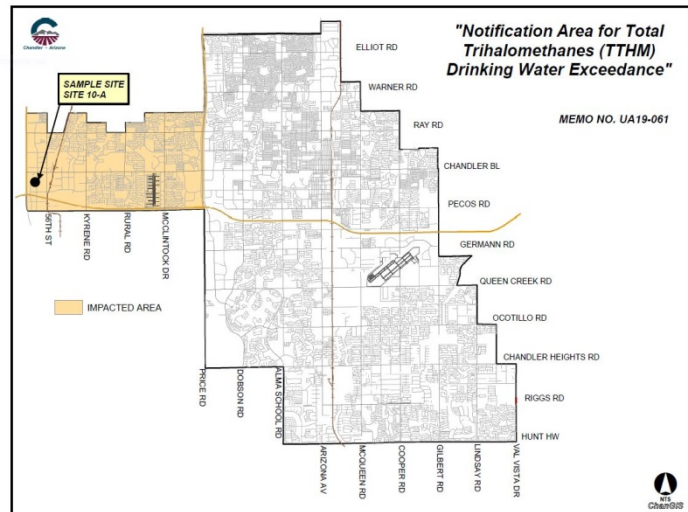 Chandler - Arizona
"Notification Area for Total
Trihalomethanes (TTHM)
Drinking Water Exceedance"
MEMO NO. UA19-061
SAMPLE SITE
SITE 10-A
ELLIOT RD
WARNER RD
RAY RD
CHANDLER BL
PECOS RD
GERMANN RD
QUEEN CREEK RD
OCOTILLO RD
CHANDLER HEIGHTS RD
RIGGS RD
HUNT HW
56TH ST
KYRENE RD
RURAL RD
MCCLINTOCK DR
IMPACTED AREA
PRICE RD
DOBSON RD
ALMA SCHOOL RD
ARIZONA AV
MCQUEEN RD
COOPER RD
GILBERT RD
LINDSAY RD
VAL VISTA DR
NTS
ChanGIS